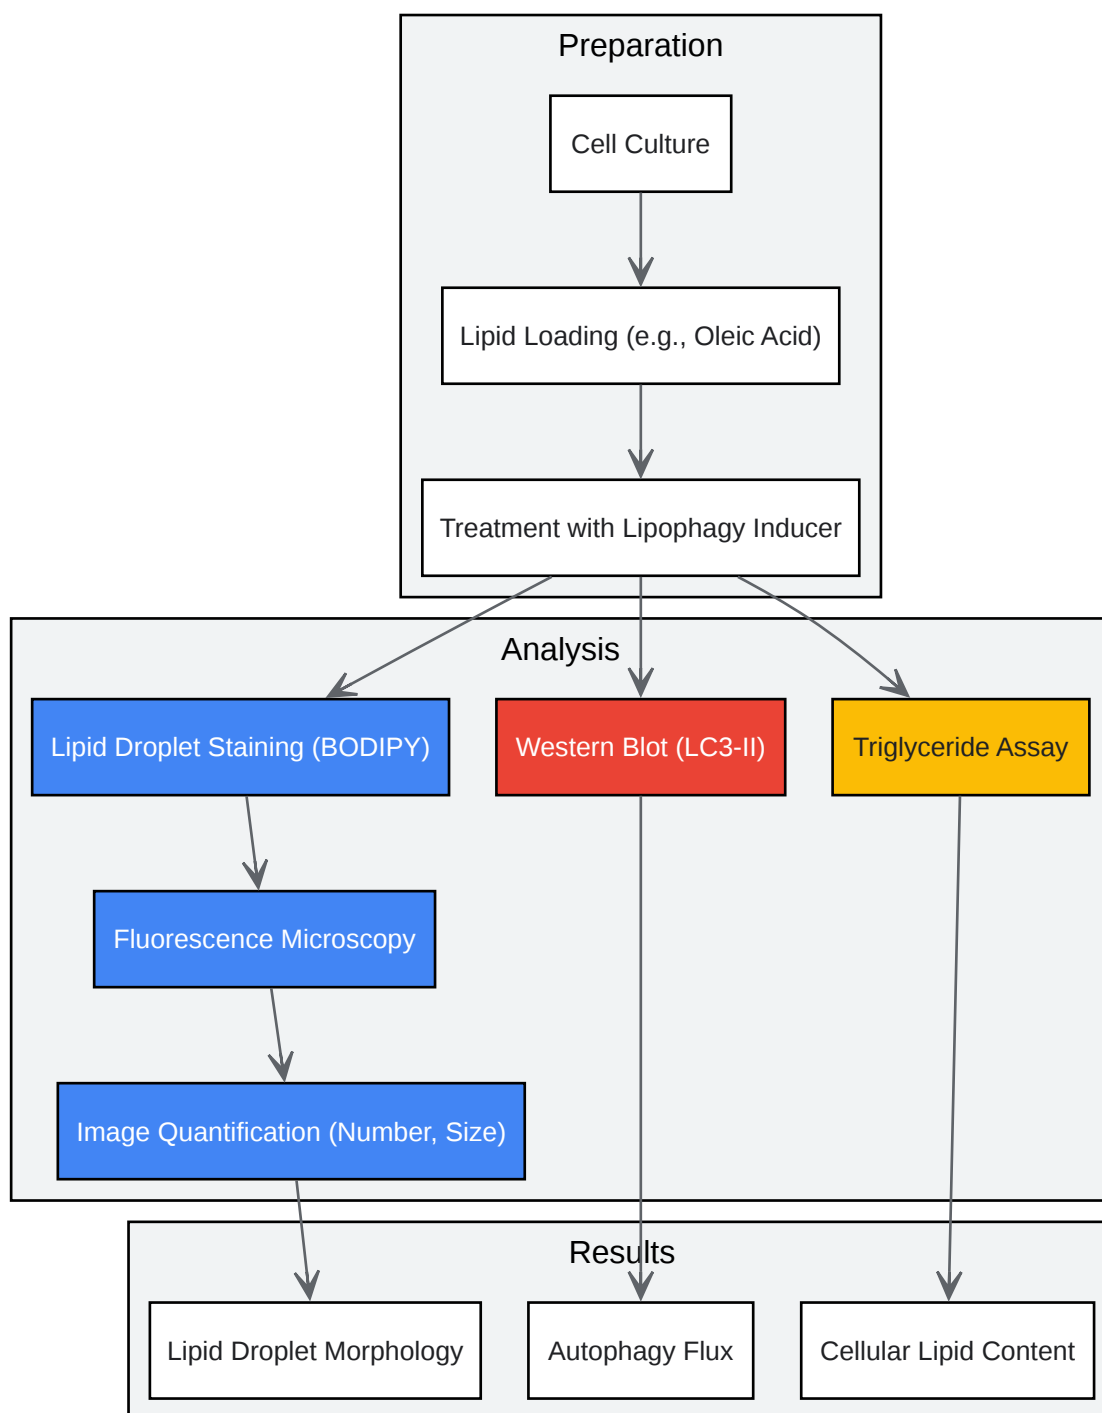 Preparation
Cell Culture
Lipid Loading (e.g., Oleic Acid)
Treatment with Lipophagy Inducer
Analysis
Lipid Droplet Staining (BODIPY)
Western Blot (LC3-II)
Triglyceride Assay
Fluorescence Microscopy
Image Quantification (Number, Size)
Results
Lipid Droplet Morphology
Autophagy Flux
Cellular Lipid Content